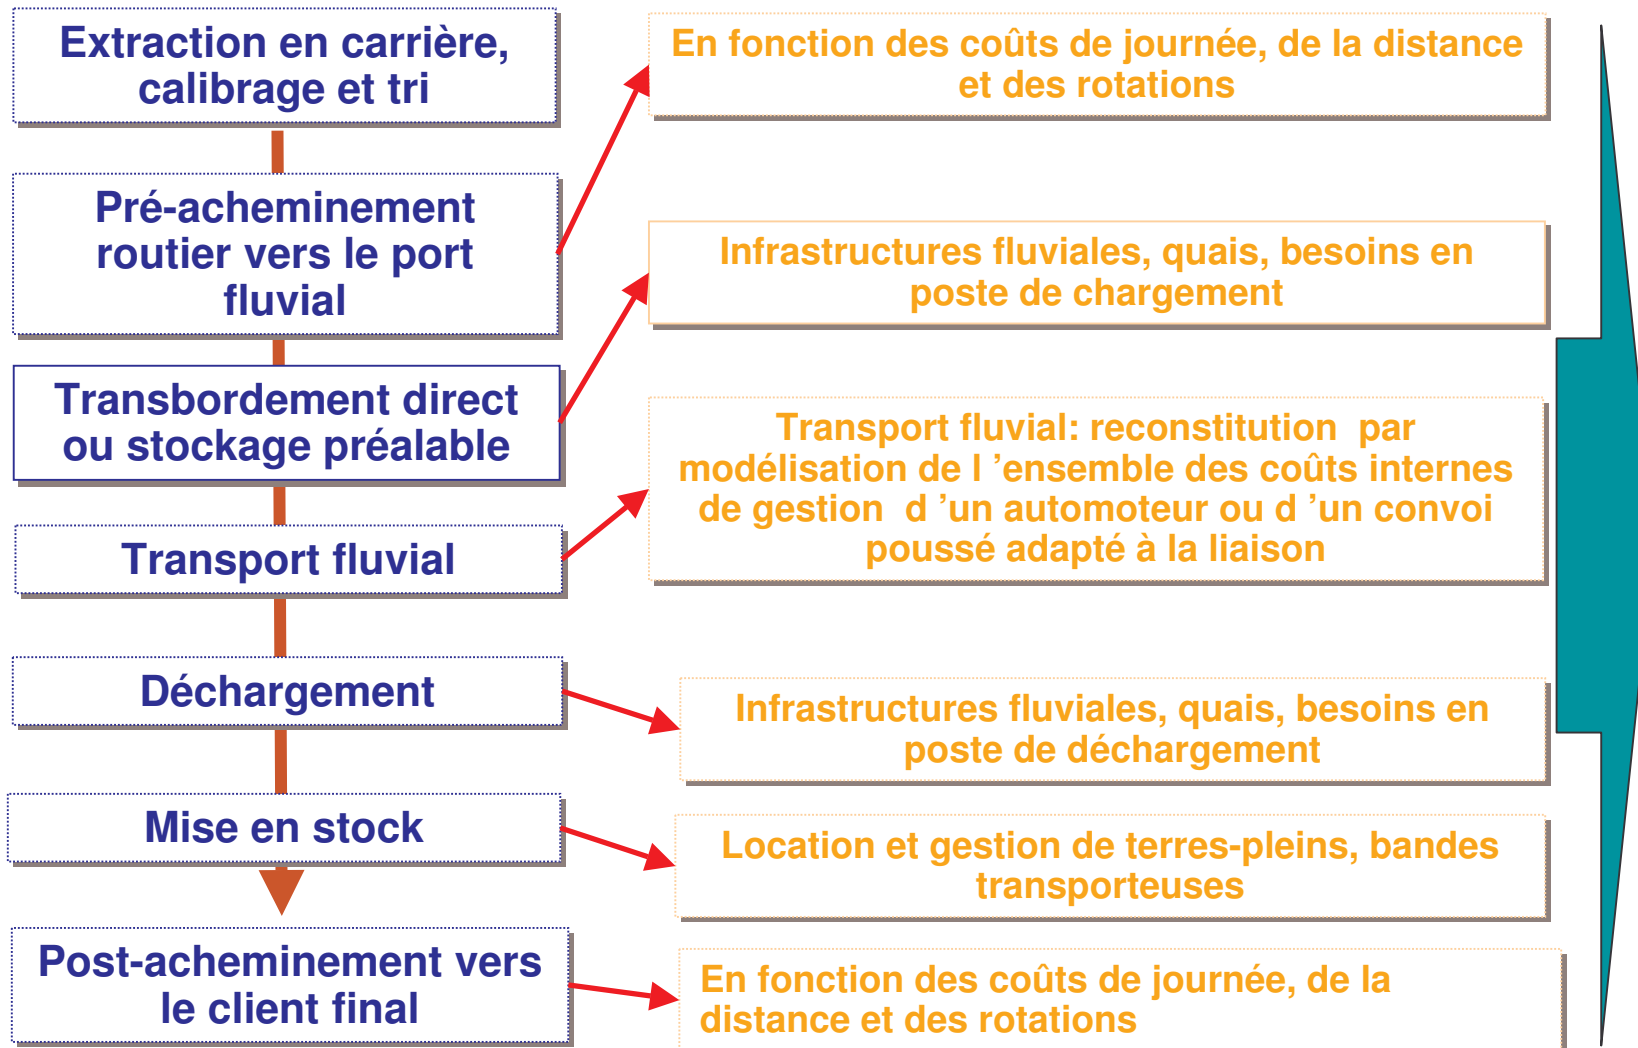 Extraction en carrière,
calibrage et tri
En fonction des coûts de journée, de la distance
et des rotations
Pré-acheminement
routier vers le port
fluvial
Infrastructures fluviales, quais, besoins en
poste de chargement
Transbordement direct
ou stockage préalable
Transport fluvial: reconstitution  par
modélisation de l ’ensemble des coûts internes
de gestion  d ’un automoteur ou d ’un convoi
poussé adapté à la liaison
Transport fluvial
Déchargement
Infrastructures fluviales, quais, besoins en
poste de déchargement
Mise en stock
Location et gestion de terres-pleins, bandes
transporteuses
Post-acheminement vers
le client final
En fonction des coûts de journée, de la
distance et des rotations